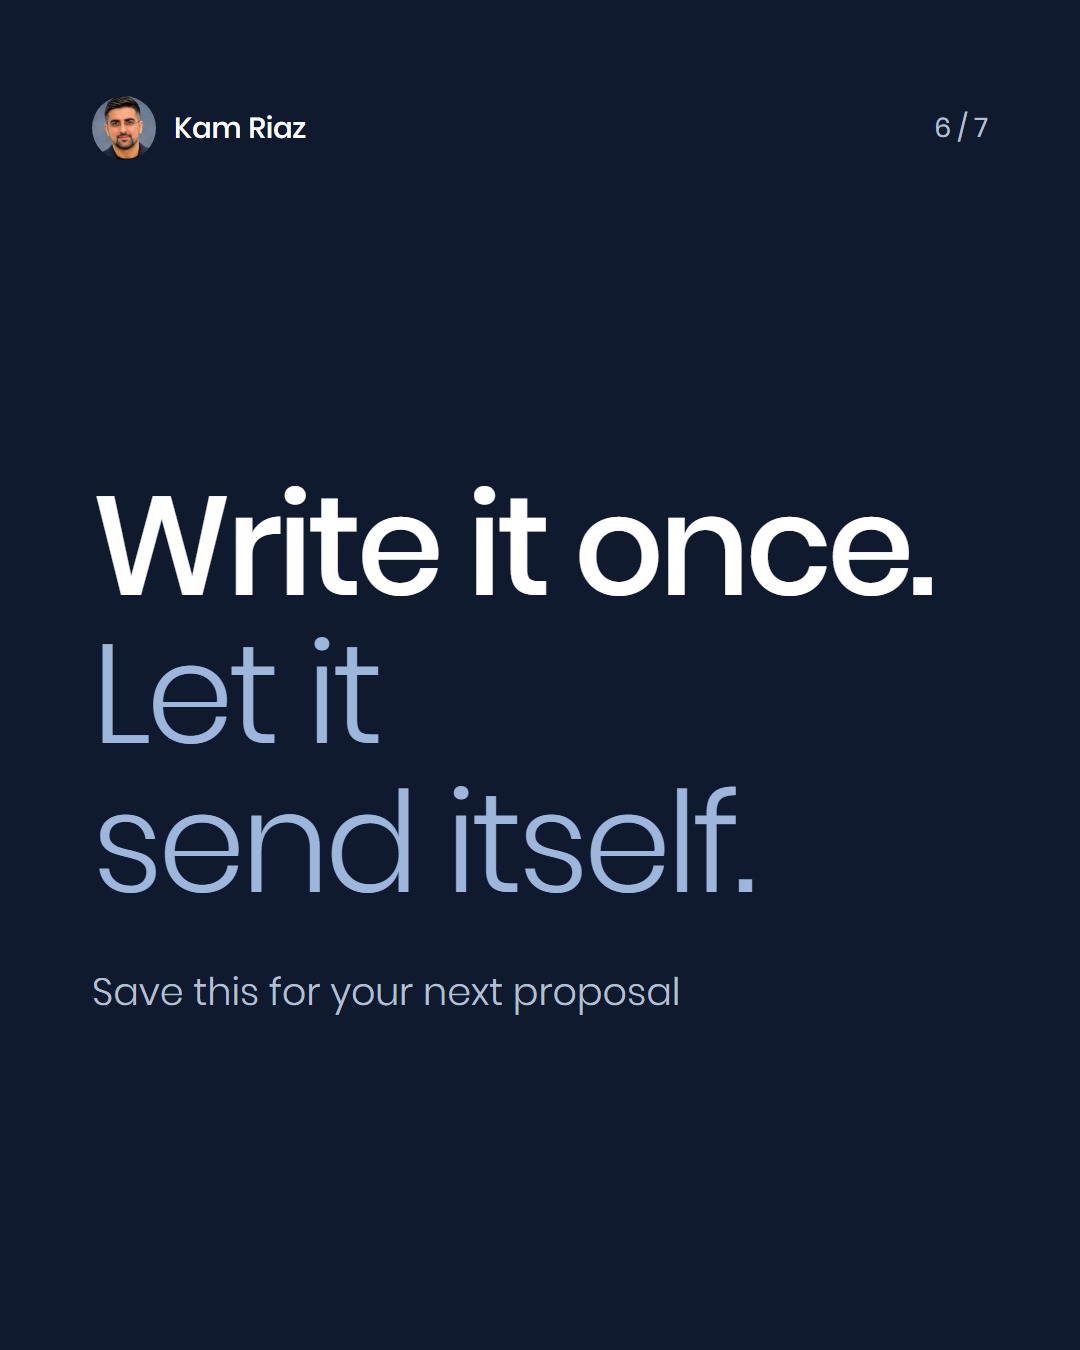 Kam Riaz
6 / 7
Write it once.
Let it
send itself.
Save this for your next proposal